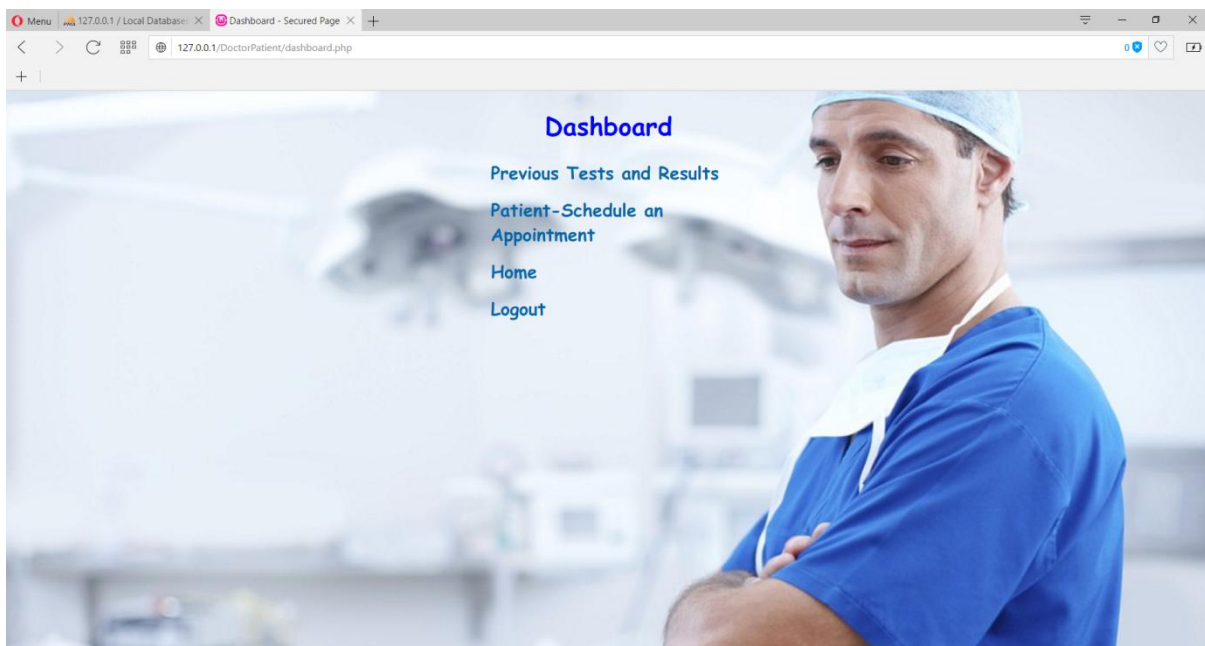 Menu
127.0.0.1 / Local Databases
Dashboard - Secured Page
127.0.0.1/DoctorPatient/dashboard.php
0
Dashboard
Previous Tests and Results
Patient-Schedule an
Appointment
Home
Logout